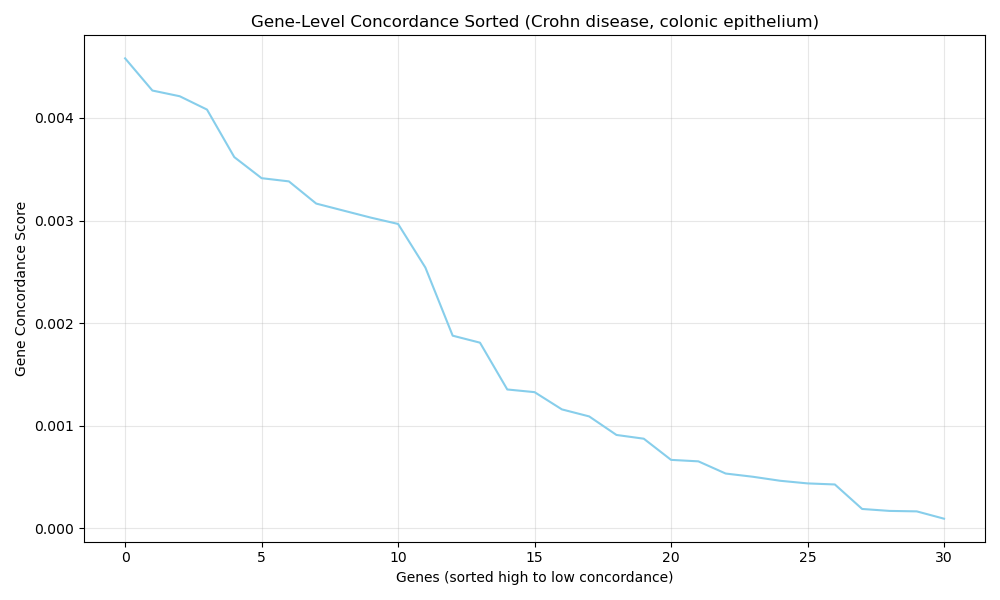 Gene-Level Concordance Sorted (Crohn disease, colonic epithelium)
Gene Concordance Score
0.004
0.003
0.002
0.001
0.000
0 5 10 15 20 25 30
Genes (sorted high to low concordance)